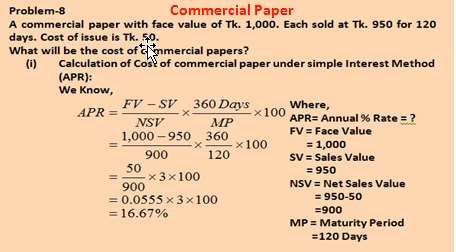 Problem-8 Commercial Paper
A commercial paper with face value of Tk. 1,000. Each sold at Tk. 950 for 120
days. Cost of issue is Tk. 50.
What will be the cost of commercial papers?
(i) Calculation of Cost of commercial paper under simple Interest Method
(APR):
We Know,
APR = (FV − SV)/NSV × 360 Days/MP × 100
= (1,000 − 950)/900 × 360/120 × 100
= 50/900 × 3 × 100
= 0.0555 × 3 × 100
= 16.67%
Where,
APR= Annual % Rate = ?
FV = Face Value
= 1,000
SV = Sales Value
= 950
NSV = Net Sales Value
= 950-50
=900
MP = Maturity Period
=120 Days